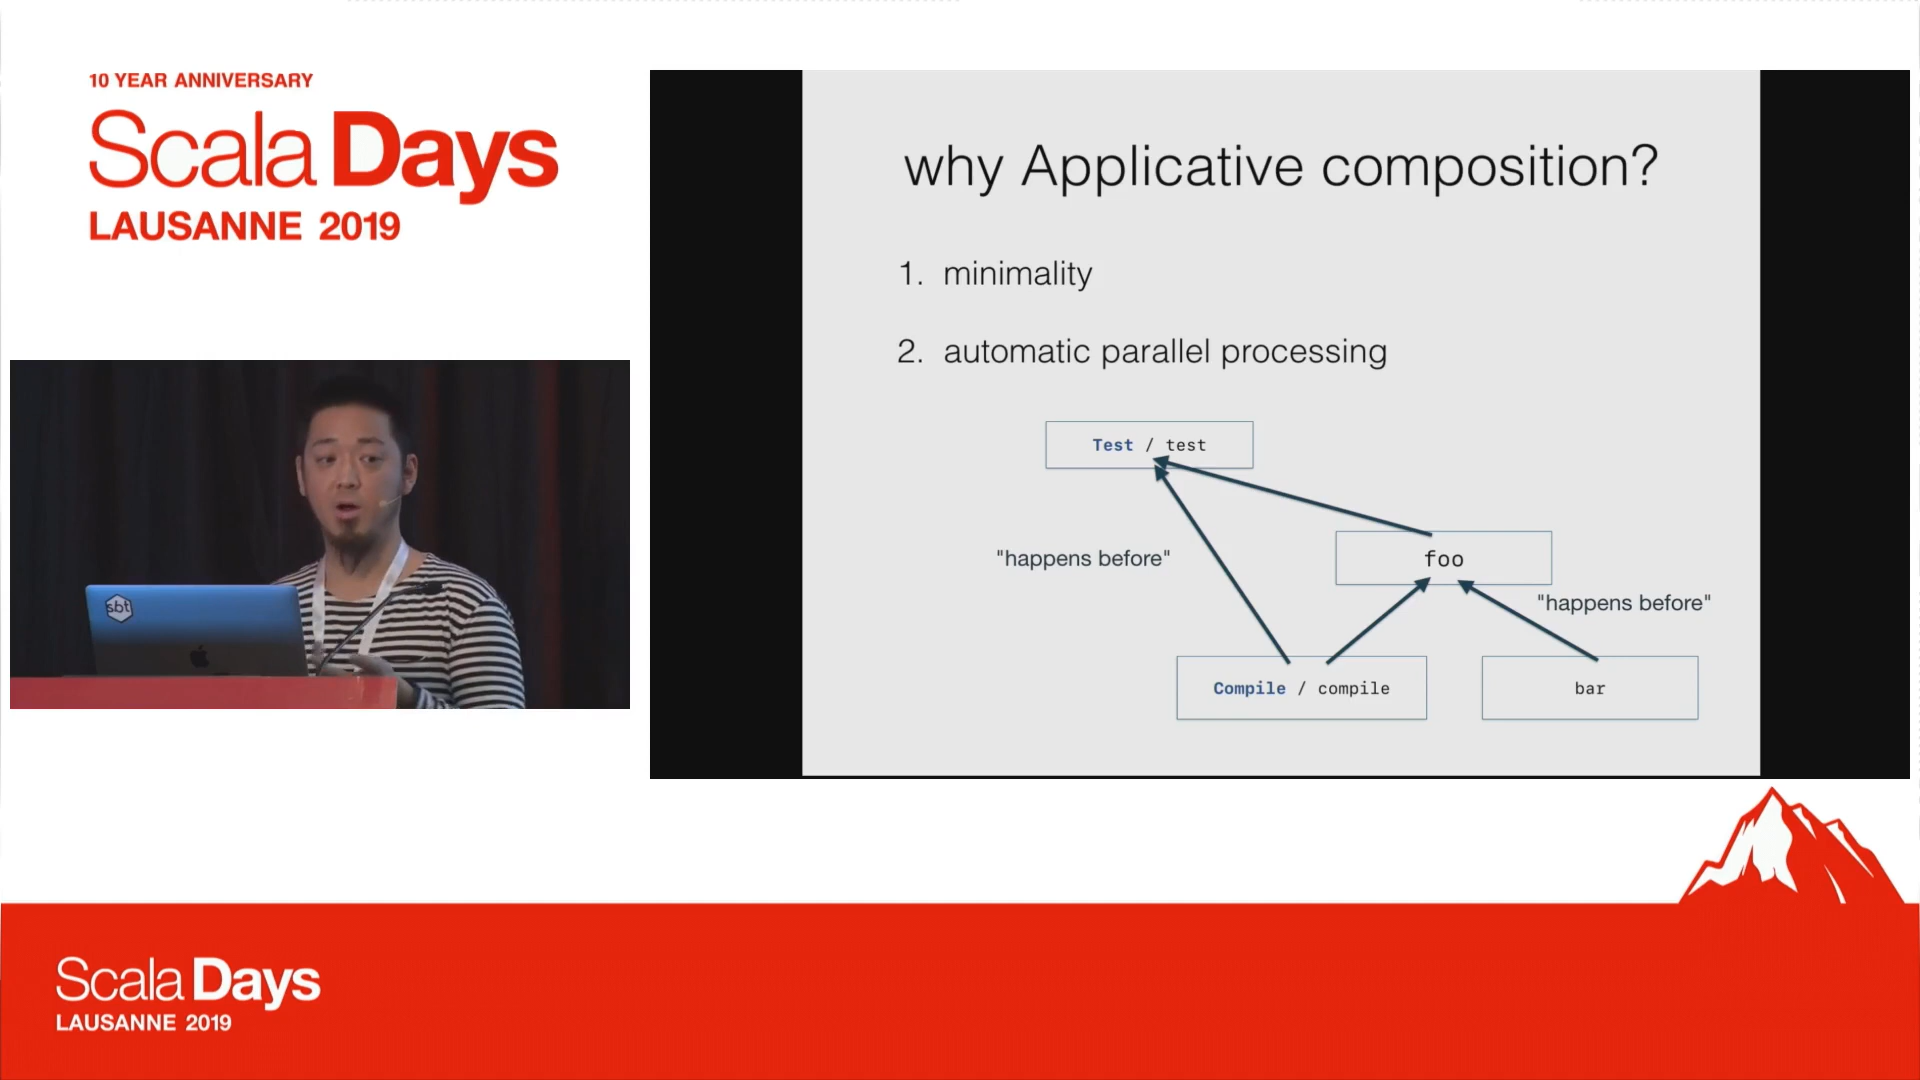 10 YEAR ANNIVERSARY
Scala Days
LAUSANNE 2019
why Applicative composition?
1. minimality
2. automatic parallel processing
Test / test
"happens before"
foo
"happens before"
Compile / compile
bar
sbt
Scala Days
LAUSANNE 2019